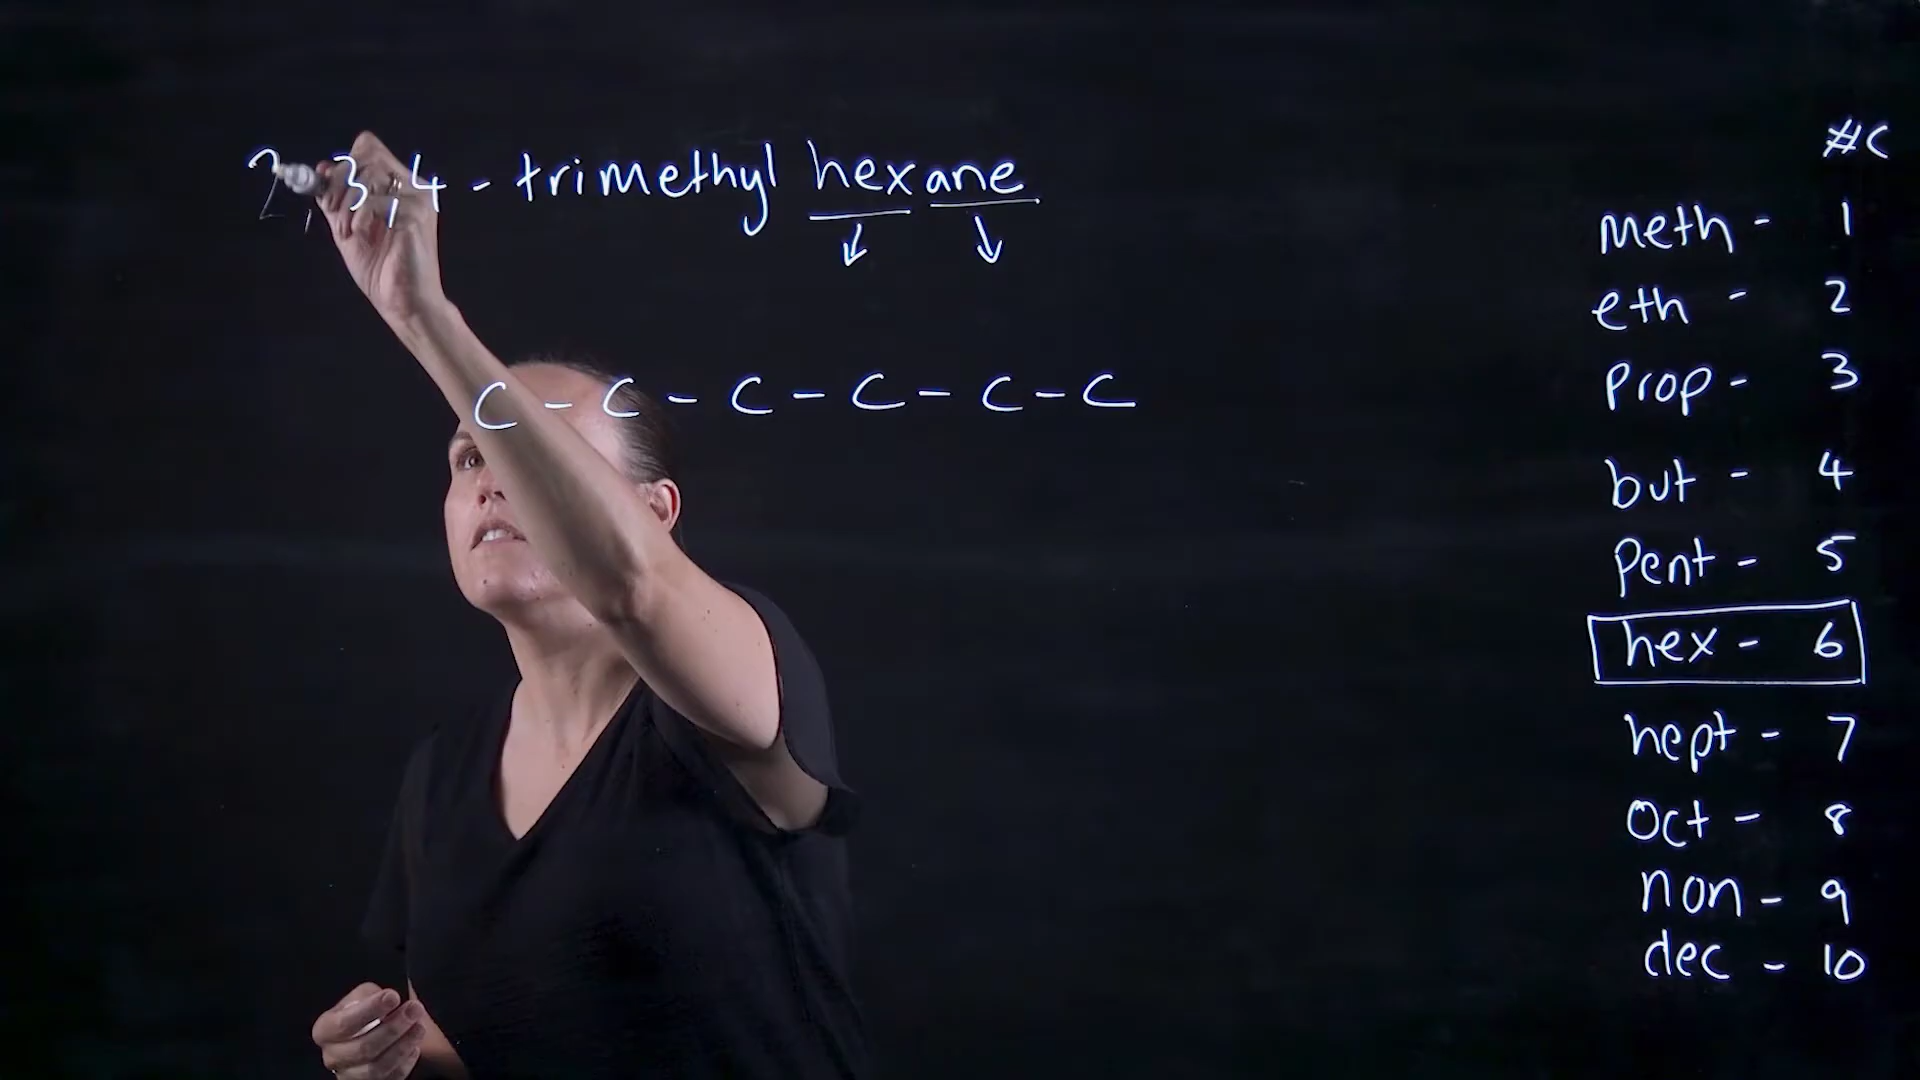 2,3,4 - trimethyl hexane
C - C - C - C - C - C
#C
meth - 1
eth - 2
prop - 3
but - 4
pent - 5
hex - 6
hept - 7
oct - 8
non - 9
dec - 10